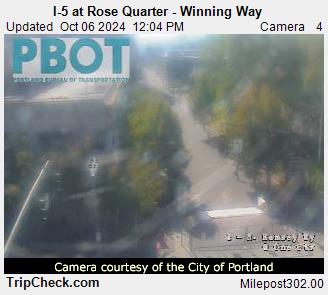 I-5 at Rose Quarter - Winning Way
Updated Oct 06 2024 12:04 PM Camera 4
PBOT
PORTLAND BUREAU OF TRANSPORTATION
Camera courtesy of the City of Portland
TripCheck.com Milepost302.00